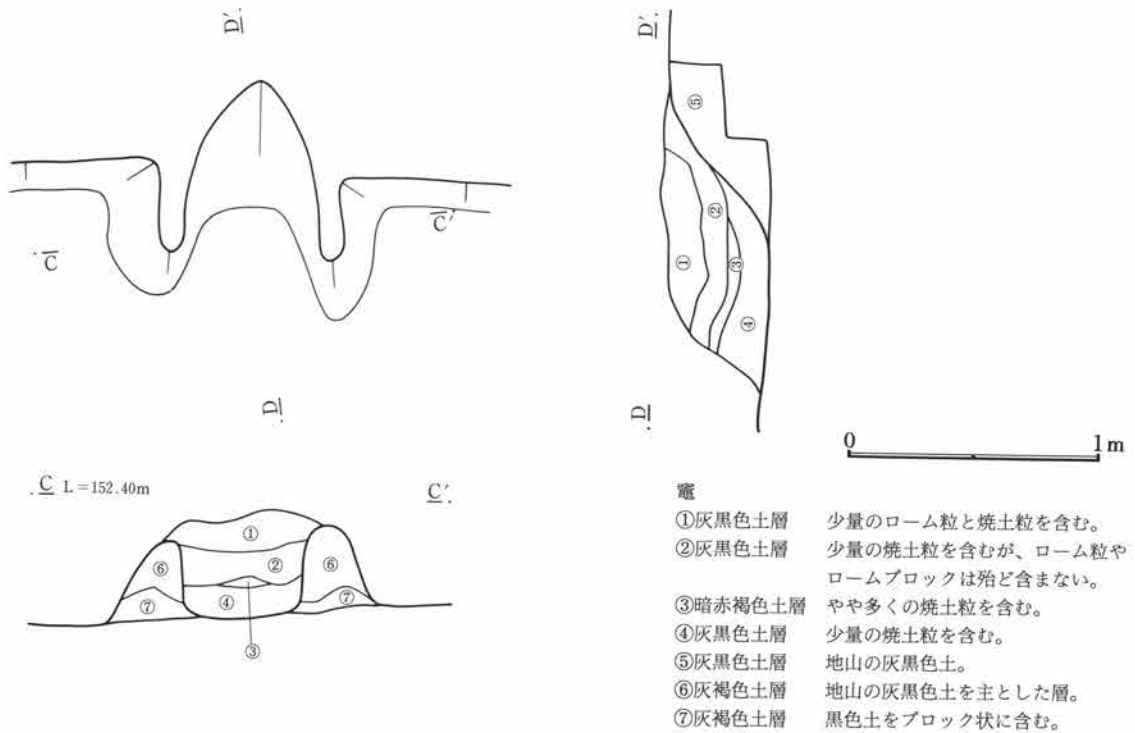 .D′
.D′
⑤
②
①
③
④
.C
C′
.D
.D
0 1m
.C L=152.40m
C′.
①
②
⑥
⑥
④
⑦
⑦
③
竈
①灰黒色土層 少量のローム粒と焼土粒を含む。
②灰黒色土層 少量の焼土粒を含むが、ローム粒や
ロームブロックは殆ど含まない。
③暗赤褐色土層 やや多くの焼土粒を含む。
④灰黒色土層 少量の焼土粒を含む。
⑤灰黒色土層 地山の灰黒色土。
⑥灰褐色土層 地山の灰黒色土を主とした層。
⑦灰褐色土層 黒色土をブロック状に含む。